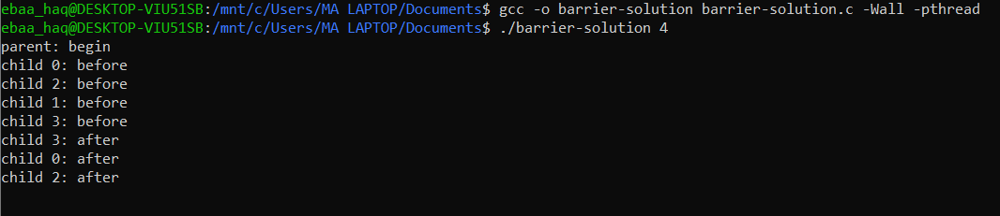 ebaa_haq@DESKTOP-VIU51SB:/mnt/c/Users/MA LAPTOP/Documents$ gcc -o barrier-solution barrier-solution.c -Wall -pthread
ebaa_haq@DESKTOP-VIU51SB:/mnt/c/Users/MA LAPTOP/Documents$ ./barrier-solution 4
parent: begin
child 0: before
child 2: before
child 1: before
child 3: before
child 3: after
child 0: after
child 2: after